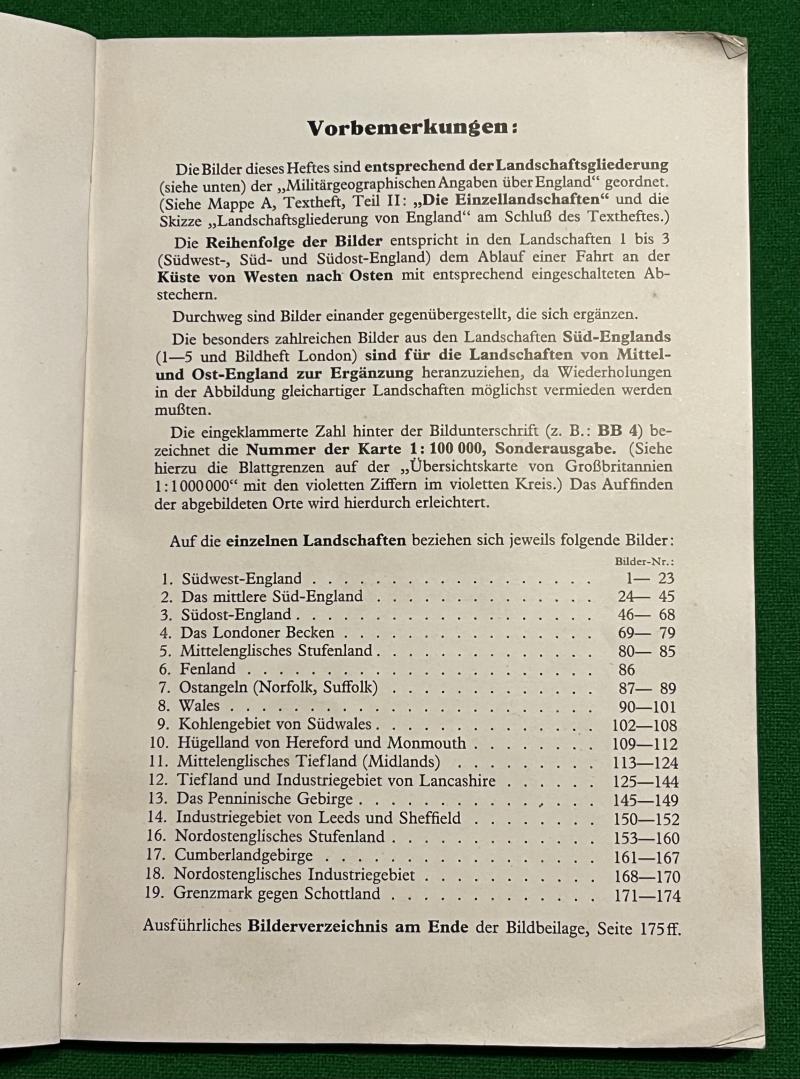 Vorbemerkungen:
Die Bilder dieses Heftes sind entsprechend der Landschaftsgliederung
(siehe unten) der „Militärgeographischen Angaben über England“ geordnet.
(Siehe Mappe A, Textheft, Teil II: „Die Einzellandschaften“ und die
Skizze „Landschaftsgliederung von England“ am Schluß des Textheftes.)
Die Reihenfolge der Bilder entspricht in den Landschaften 1 bis 3
(Südwest-, Süd- und Südost-England) dem Ablauf einer Fahrt an der
Küste von Westen nach Osten mit entsprechend eingeschalteten Ab-
stechern.
Durchweg sind Bilder einander gegenübergestellt, die sich ergänzen.
Die besonders zahlreichen Bilder aus den Landschaften Süd-Englands
(1—5 und Bildheft London) sind für die Landschaften von Mittel-
und Ost-England zur Ergänzung heranzuziehen, da Wiederholungen
in der Abbildung gleichartiger Landschaften möglichst vermieden werden
mußten.
Die eingeklammerte Zahl hinter der Bildunterschrift (z. B.: BB 4) be-
zeichnet die Nummer der Karte 1:100 000, Sonderausgabe. (Siehe
hierzu die Blattgrenzen auf der „Übersichtskarte von Großbritannien
1:1000000“ mit den violetten Ziffern im violetten Kreis.) Das Auffinden
der abgebildeten Orte wird hierdurch erleichtert.
Auf die einzelnen Landschaften beziehen sich jeweils folgende Bilder:
Bilder-Nr.:
1. Südwest-England . . . . . . . . . . . . . . . . . . 1— 23
2. Das mittlere Süd-England . . . . . . . . . . . . . . 24— 45
3. Südost-England . . . . . . . . . . . . . . . . . . . 46— 68
4. Das Londoner Becken . . . . . . . . . . . . . . . . 69— 79
5. Mittelenglisches Stufenland . . . . . . . . . . . . . . 80— 85
6. Fenland . . . . . . . . . . . . . . . . . . . . . . 86
7. Ostangeln (Norfolk, Suffolk) . . . . . . . . . . . . . 87— 89
8. Wales . . . . . . . . . . . . . . . . . . . . . . . 90—101
9. Kohlengebiet von Südwales . . . . . . . . . . . . . . 102—108
10. Hügelland von Hereford und Monmouth . . . . . . . . 109—112
11. Mittelenglisches Tiefland (Midlands) . . . . . . . . . 113—124
12. Tiefland und Industriegebiet von Lancashire . . . . . . 125—144
13. Das Penninische Gebirge . . . . . . . . . . . . . . . 145—149
14. Industriegebiet von Leeds und Sheffield . . . . . . . . 150—152
16. Nordostenglisches Stufenland . . . . . . . . . . . . . 153—160
17. Cumberlandgebirge . . . . . . . . . . . . . . . . . 161—167
18. Nordostenglisches Industriegebiet . . . . . . . . . . . 168—170
19. Grenzmark gegen Schottland . . . . . . . . . . . . . 171—174
Ausführliches Bilderverzeichnis am Ende der Bildbeilage, Seite 175ff.